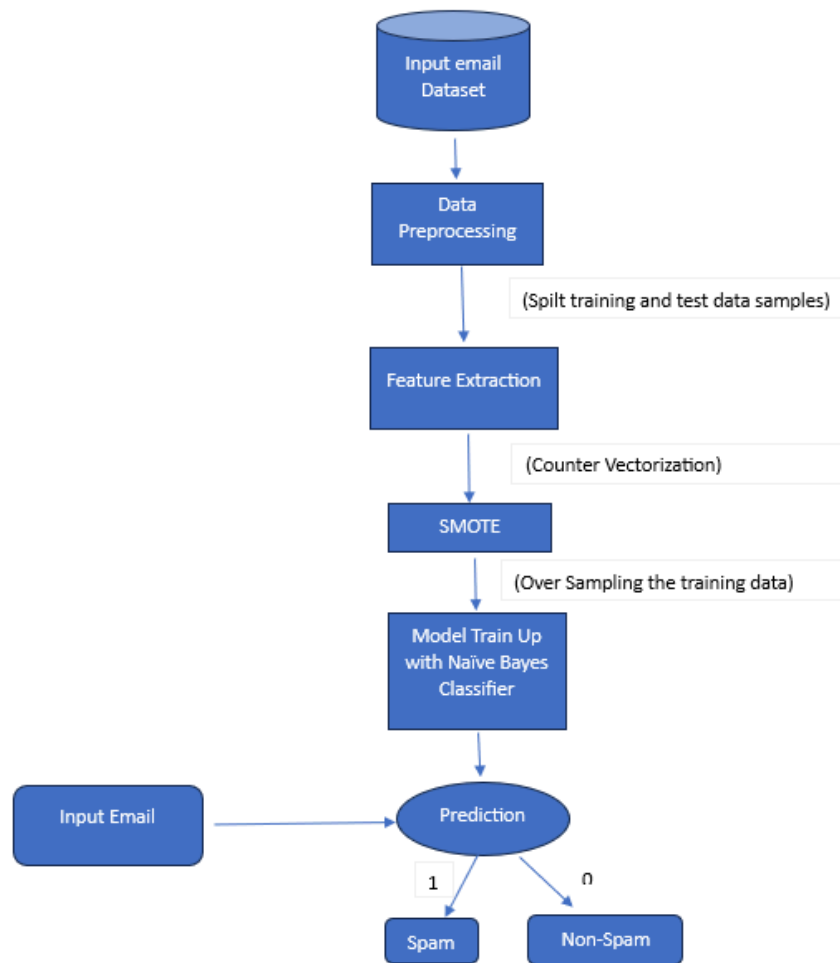 Input email
Dataset
Data
Preprocessing
(Spilt training and test data samples)
Feature Extraction
(Counter Vectorization)
SMOTE
(Over Sampling the training data)
Model Train Up
with Naïve Bayes
Classifier
Input Email
Prediction
1
0
Spam
Non-Spam